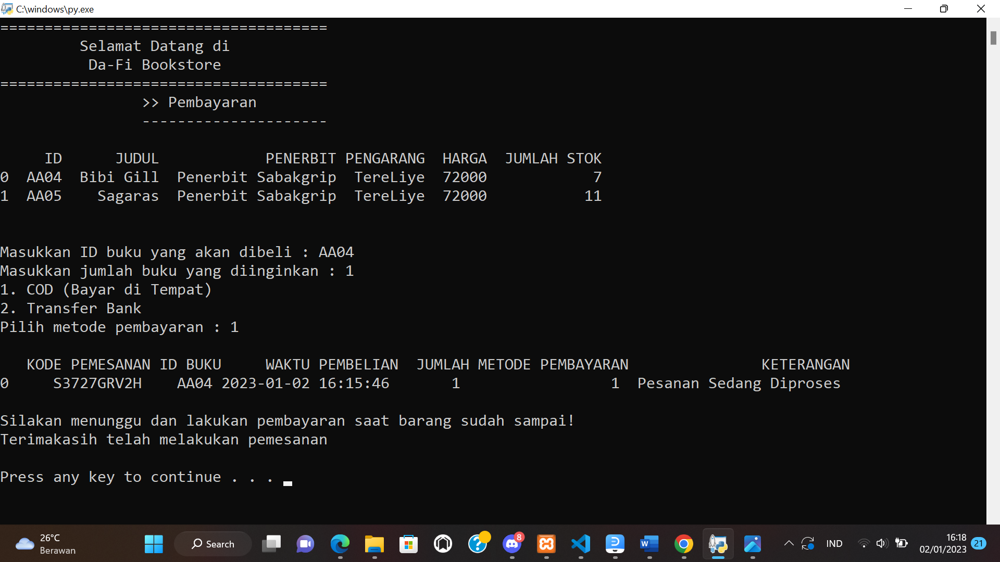 C:\windows\py.exe
=====================================
Selamat Datang di
Da-Fi Bookstore
=====================================
>> Pembayaran
---------------------
ID JUDUL PENERBIT PENGARANG HARGA JUMLAH STOK
0 AA04 Bibi Gill Penerbit Sabakgrip TereLiye 72000 7
1 AA05 Sagaras Penerbit Sabakgrip TereLiye 72000 11
Masukkan ID buku yang akan dibeli : AA04
Masukkan jumlah buku yang diinginkan : 1
1. COD (Bayar di Tempat)
2. Transfer Bank
Pilih metode pembayaran : 1
KODE PEMESANAN ID BUKU WAKTU PEMBELIAN JUMLAH METODE PEMBAYARAN KETERANGAN
0 S3727GRV2H AA04 2023-01-02 16:15:46 1 1 Pesanan Sedang Diproses
Silakan menunggu dan lakukan pembayaran saat barang sudah sampai!
Terimakasih telah melakukan pemesanan
Press any key to continue . . .
26°C
Berawan
Search
8
W
IND
16:18
02/01/2023
21